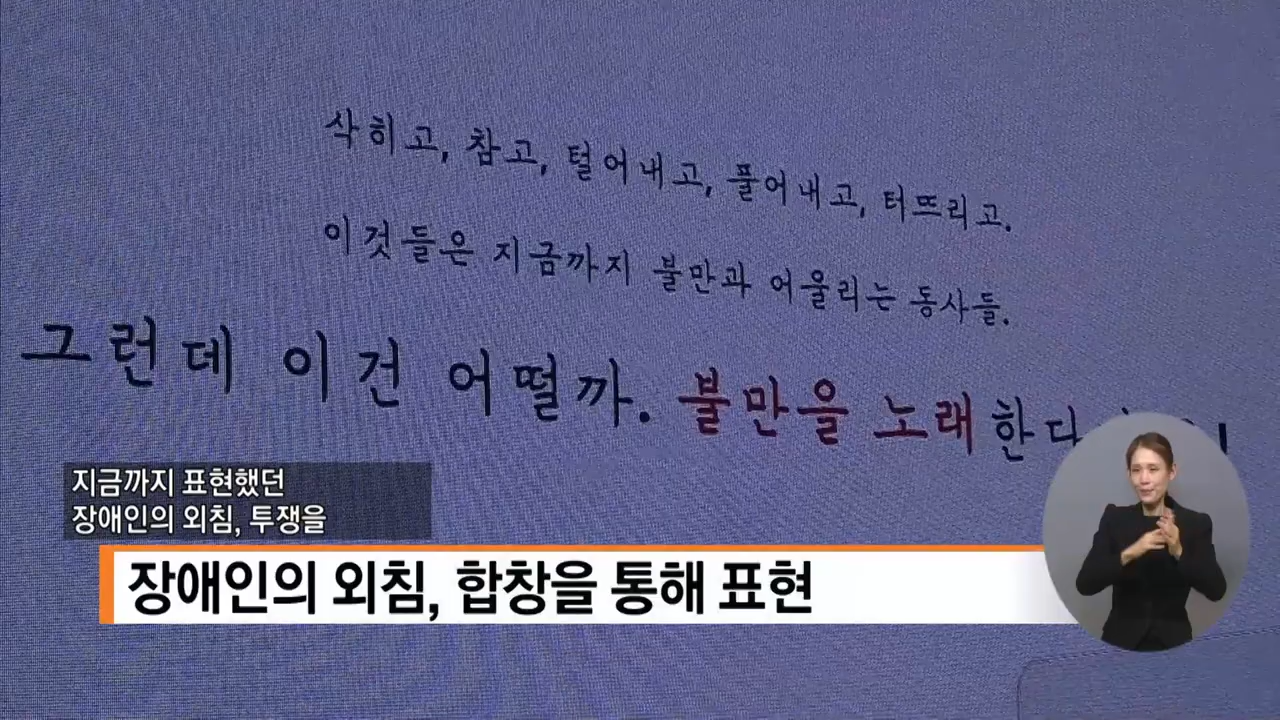 삭히고, 참고, 털어내고, 풀어내고, 터뜨리고.
이것들은 지금까지 불만과 어울리는 동사들.
그런데 이건 어떨까. 불만을 노래한다
지금까지 표현했던
장애인의 외침, 투쟁을
장애인의 외침, 합창을 통해 표현